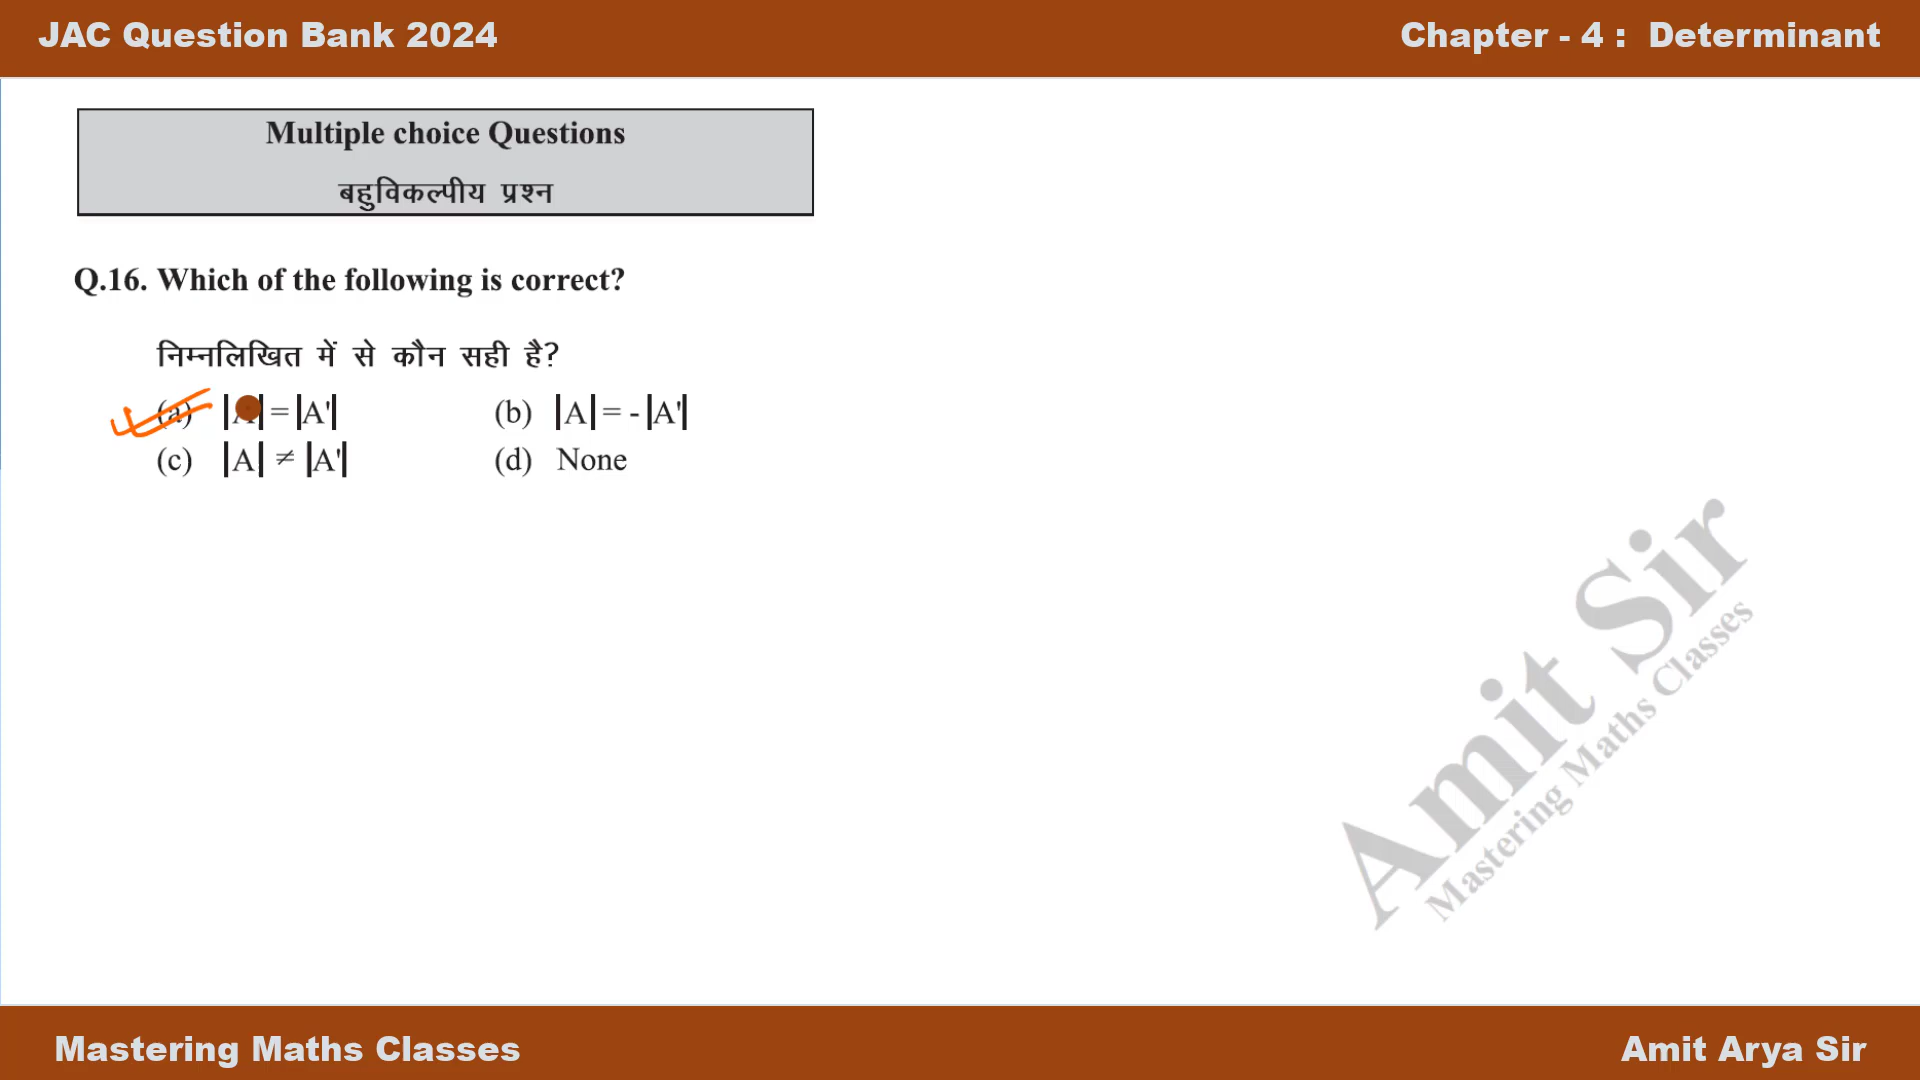 JAC Question Bank 2024
Chapter - 4 : Determinant
Multiple choice Questions
बहुविकल्पीय प्रश्न
Q.16. Which of the following is correct?
निम्नलिखित में से कौन सही है?
(a) |A| = |A'|
(b) |A| = - |A'|
(c) |A| ≠ |A'|
(d) None
Amit Sir
Mastering Maths Classes
Mastering Maths Classes
Amit Arya Sir